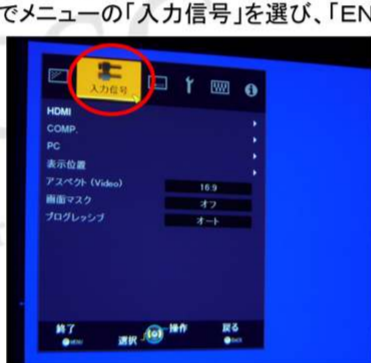 でメニューの「入力信号」を選び、「EN
入力信号
HDMI
COMP.
PC
表示位置
アスペクト (Video) 16:9
画面マスク オフ
プログレッシブ オート
終了 操作 戻る
MENU 選択 BACK